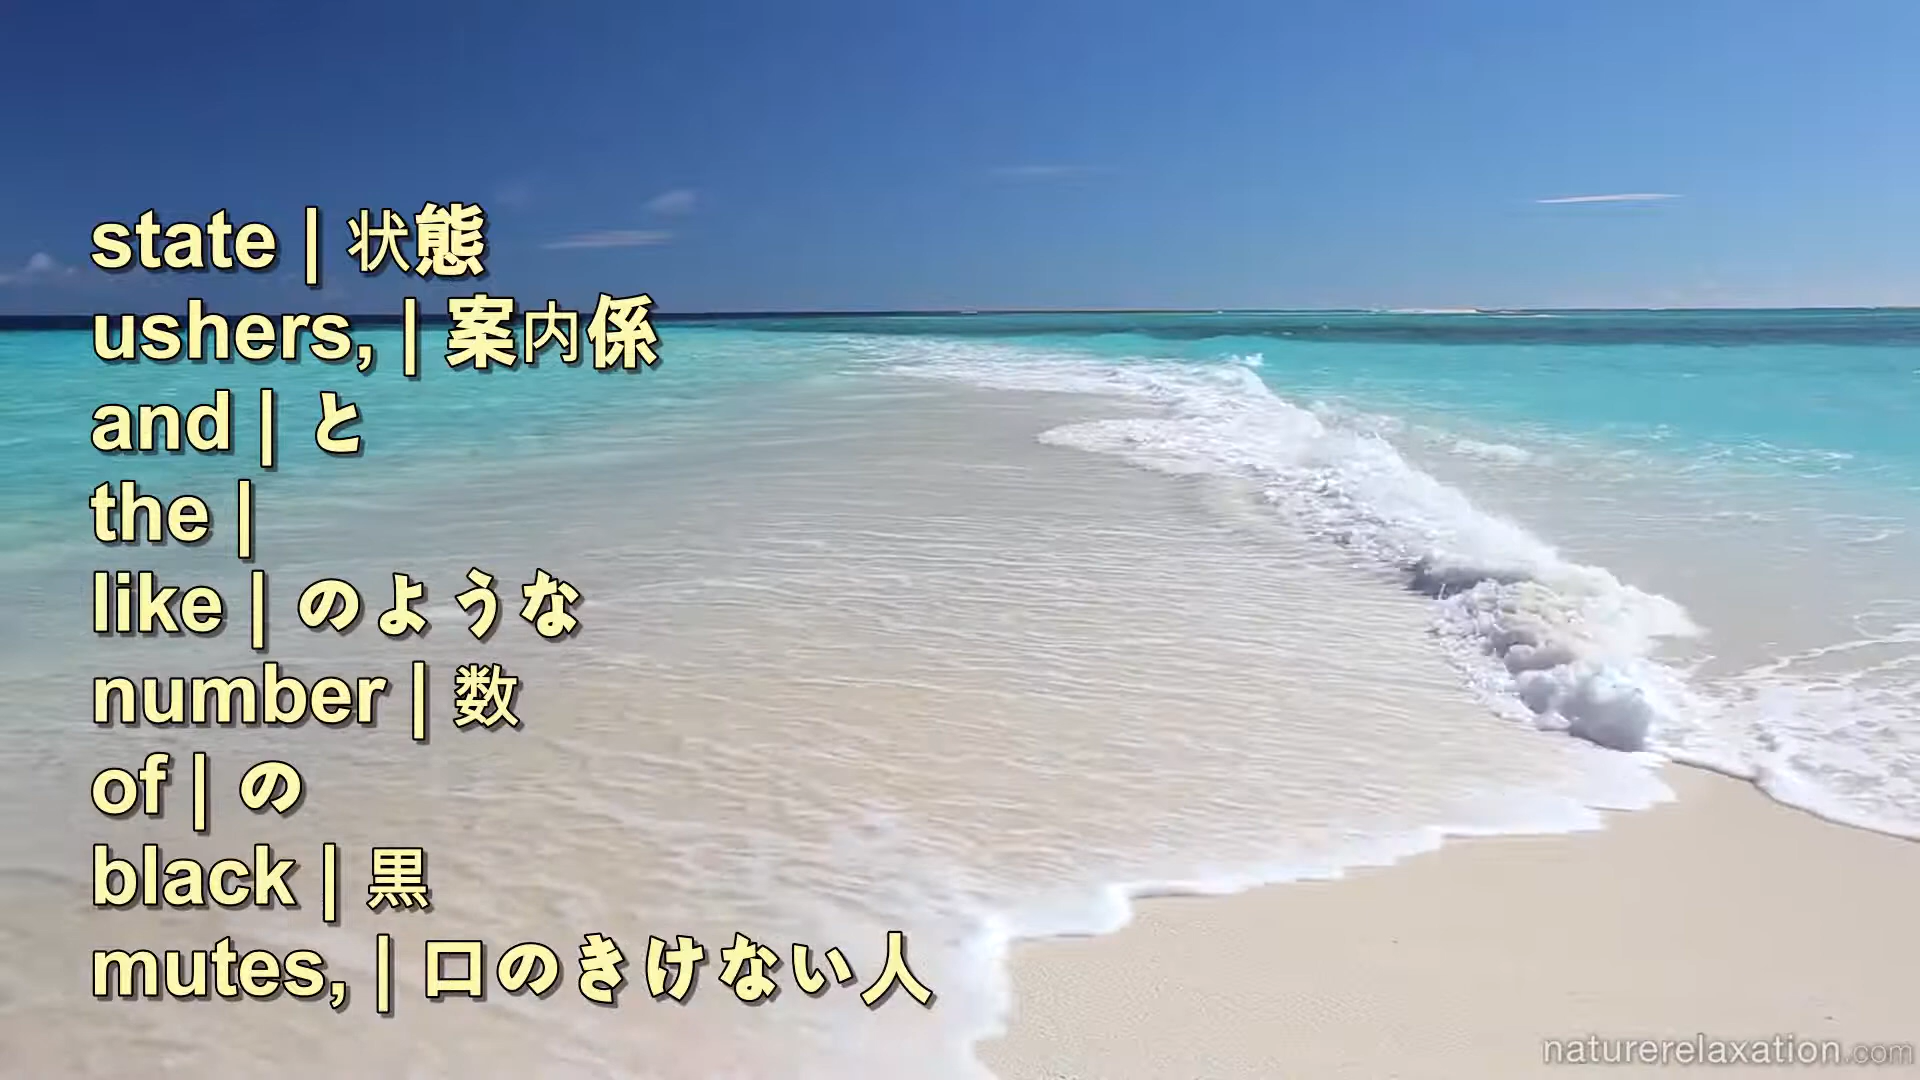 state | 状態
ushers, | 案内係
and | と
the |
like | のような
number | 数
of | の
black | 黒
mutes, | 口のきけない人
naturerelaxation.com